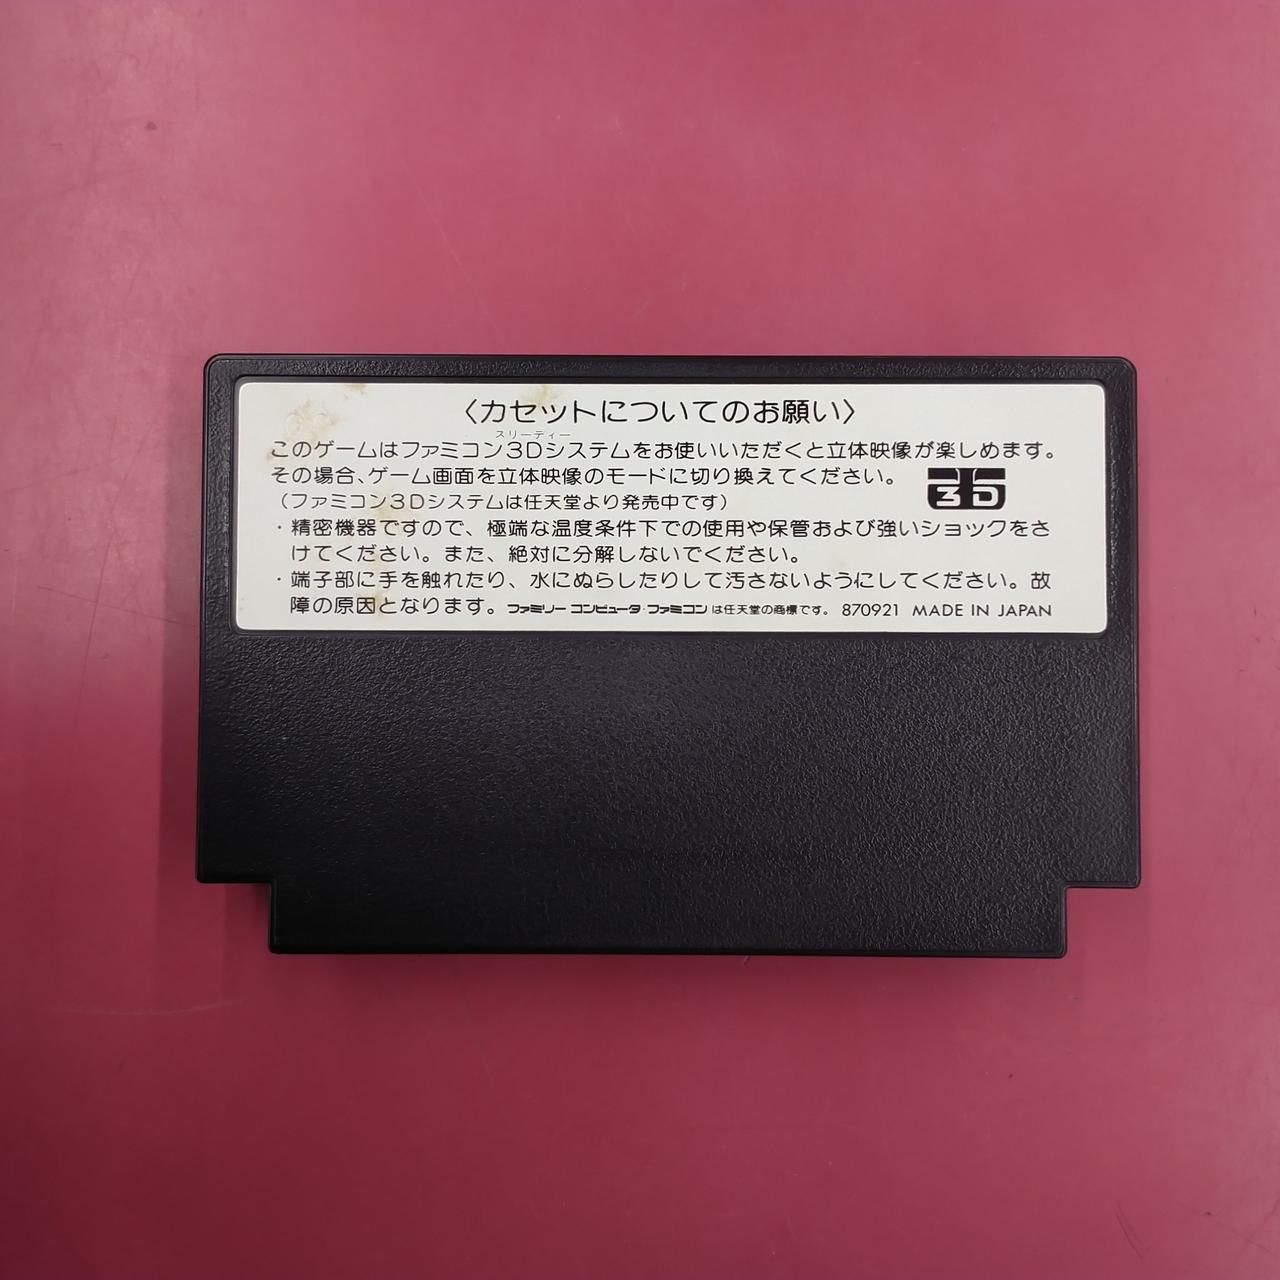 〈カセットについてのお願い〉
スリーディー
このゲームはファミコン3Dシステムをお使いいただくと立体映像が楽しめます。
その場合、ゲーム画面を立体映像のモードに切り換えてください。
3D
(ファミコン3Dシステムは任天堂より発売中です)
・精密機器ですので、極端な温度条件下での使用や保管および強いショックをさ
けてください。また、絶対に分解しないでください。
・端子部に手を触れたり、水にぬらしたりして汚さないようにしてください。故
障の原因となります。ファミリーコンピュータ・ファミコンは任天堂の商標です。 870921 MADE IN JAPAN